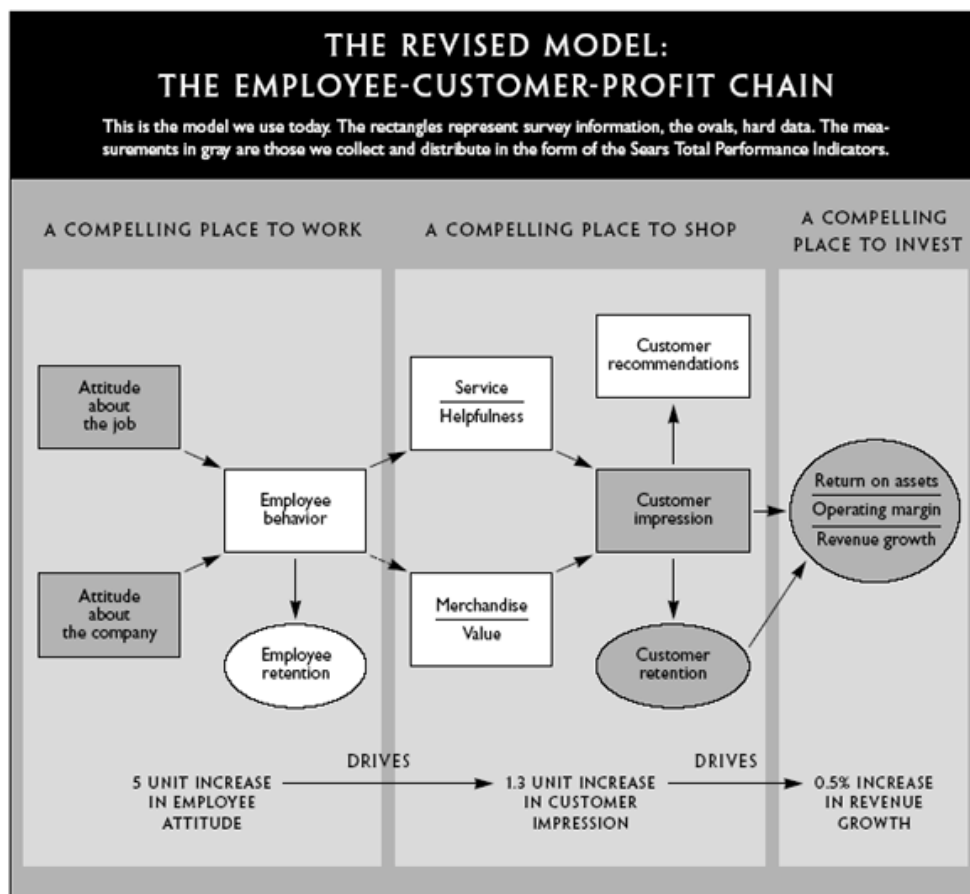 THE REVISED MODEL:
THE EMPLOYEE-CUSTOMER-PROFIT CHAIN
This is the model we use today. The rectangles represent survey information, the ovals, hard data. The mea-
surements in gray are those we collect and distribute in the form of the Sears Total Performance Indicators.
A COMPELLING PLACE TO WORK
Attitude
about
the job
Attitude
about
the company
Employee
behavior
Employee
retention
A COMPELLING PLACE TO SHOP
Service
Helpfulness
Merchandise
Value
Customer
recommendations
Customer
impression
Customer
retention
A COMPELLING
PLACE TO INVEST
Return on assets
Operating margin
Revenue growth
5 UNIT INCREASE
IN EMPLOYEE
ATTITUDE
DRIVES
1.3 UNIT INCREASE
IN CUSTOMER
IMPRESSION
DRIVES
0.5% INCREASE
IN REVENUE
GROWTH